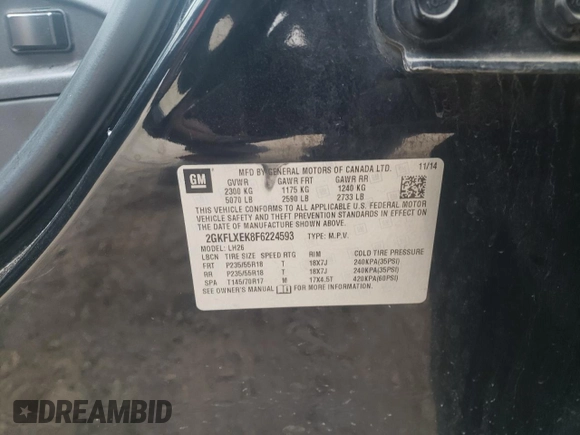 MFD BY GENERAL MOTORS OF CANADA LTD. 11/14
GM
GVWR GAWR FRT GAWR RR
2300 KG 1175 KG 1240 KG
5070 LB 2590 LB 2733 LB
THIS VEHICLE CONFORMS TO ALL APPLICABLE U.S. FEDERAL MOTOR
VEHICLE SAFETY AND THEFT PREVENTION STANDARDS IN EFFECT ON THE
DATE OF MANUFACTURE SHOWN ABOVE.
2GKFLXEK8F6224593 TYPE: M.P.V.
MODEL: LH26
LBCN TIRE SIZE SPEED RTG RIM COLD TIRE PRESSURE
FRT P235/55R18 T 18X7J 240KPA(35PSI)
RR P235/55R18 T 18X7J 240KPA(35PSI)
SPA T145/70R17 M 17X4.5T 420KPA(60PSI)
SEE OWNER'S MANUAL FOR MORE INFORMATION.
DREAMBID